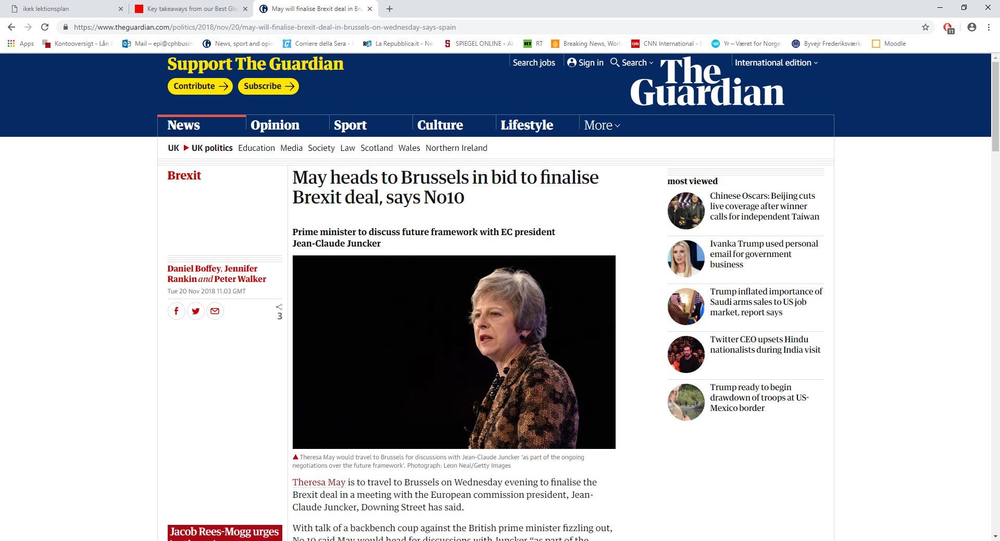 ikek lektionsplan
Key takeaways from our Best Glo
May will finalise Brexit deal in Bru
https://www.theguardian.com/politics/2018/nov/20/may-will-finalise-brexit-deal-in-brussels-on-wednesday-says-spain
11
Apps
Kontooversigt - Lån &
Mail – epi@cphbusin
News, sport and opin
Corriere della Sera -
La Repubblica.it - Ne
SPIEGEL ONLINE - Ak
RT
Breaking News, Worl
CNN International -
Yr – Været for Norge
Byvejr Frederiksværk,
Moodle
Support The Guardian
Contribute
Subscribe
Search jobs
Sign in
Search
International edition
The
Guardian
News
Opinion
Sport
Culture
Lifestyle
More
UK
UK politics
Education
Media
Society
Law
Scotland
Wales
Northern Ireland
Brexit
May heads to Brussels in bid to finalise
Brexit deal, says No10
Prime minister to discuss future framework with EC president
Jean-Claude Juncker
Daniel Boffey, Jennifer
Rankin and Peter Walker
Tue 20 Nov 2018 11.03 GMT
3
Theresa May would travel to Brussels for discussions with Jean-Claude Juncker ‘as part of the ongoing
negotiations over the future framework’. Photograph: Leon Neal/Getty Images
Theresa May is to travel to Brussels on Wednesday evening to finalise the
Brexit deal in a meeting with the European commission president, Jean-
Claude Juncker, Downing Street has said.
With talk of a backbench coup against the British prime minister fizzling out,
No 10 said May would head for discussions with Juncker “as part of the
Jacob Rees-Mogg urges
most viewed
Chinese Oscars: Beijing cuts
live coverage after winner
calls for independent Taiwan
Ivanka Trump used personal
email for government
business
Trump inflated importance of
Saudi arms sales to US job
market, report says
Twitter CEO upsets Hindu
nationalists during India visit
Trump ready to begin
drawdown of troops at US-
Mexico border